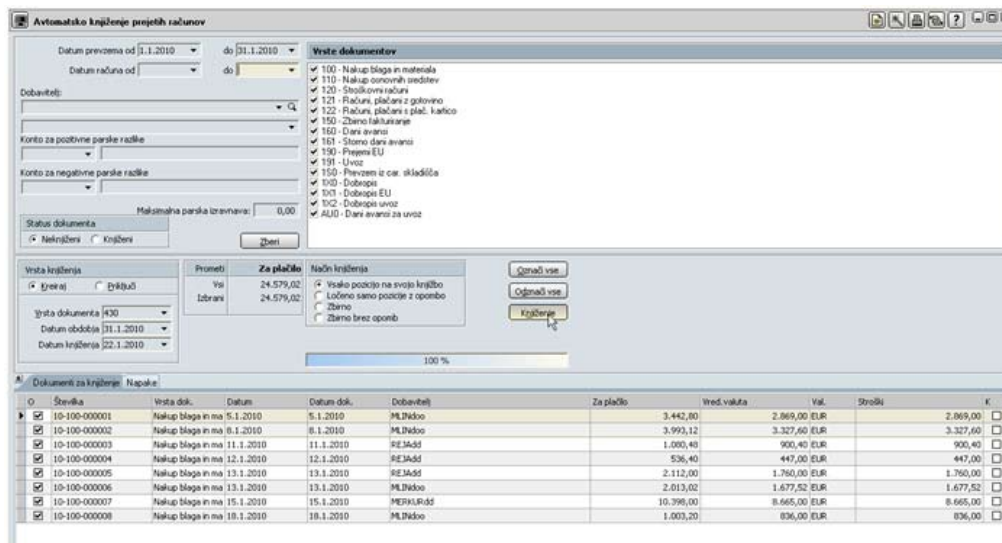 Avtomatsko knjiženje prejetih računov
Datum prevzema od 1.1.2010 do 31.1.2010
Datum računa od do
Dobavitelj:
Konto za pozitivne parske razlike
Konto za negativne parske razlike
Maksimalna parska izravnava: 0,00
Status dokumenta
Neknjiženi Knjiženi
Zberi
Vrste dokumentov
100 - Nakup blaga in materiala
110 - Nakup osnovnih sredstev
120 - Stroškovni računi
121 - Računi, plačani z gotovino
122 - Računi, plačani s plač. kartico
150 - Zbirno fakturiranje
160 - Dani avansi
161 - Storno dani avansi
190 - Prejemi EU
191 - Uvoz
1S0 - Prevzem iz car. skladišča
1X0 - Dobropis
1X1 - Dobropis EU
1X2 - Dobropis uvoz
AU0 - Dani avansi za uvoz
Vrsta knjiženja
Kreiraj Priključi
Vrsta dokumenta 430
Datum obdobja 31.1.2010
Datum knjiženja 22.1.2010
Prometi Za plačilo
Vsi 24.579,02
Izbrani 24.579,02
Način knjiženja
Vsako pozicijo na svojo knjižbo
Ločeno samo pozicije z opombo
Zbirno
Zbirno brez opomb
Označi vse
Odznači vse
Knjiženje
100 %
Dokumenti za knjiženje Napake
O Številka Vrsta dok. Datum Datum dok. Dobavitelj Za plačilo Vred.valuta Val. Stroški K
10-100-000001 Nakup blaga in ma 5.1.2010 5.1.2010 MLINdoo 3.442,80 2.869,00 EUR 2.869,00
10-100-000002 Nakup blaga in ma 8.1.2010 8.1.2010 MLINdoo 3.993,12 3.327,60 EUR 3.327,60
10-100-000003 Nakup blaga in ma 11.1.2010 11.1.2010 REJAdd 1.080,48 900,40 EUR 900,40
10-100-000004 Nakup blaga in ma 12.1.2010 12.1.2010 REJAdd 536,40 447,00 EUR 447,00
10-100-000005 Nakup blaga in ma 13.1.2010 13.1.2010 REJAdd 2.112,00 1.760,00 EUR 1.760,00
10-100-000006 Nakup blaga in ma 13.1.2010 13.1.2010 MLINdoo 2.013,02 1.677,52 EUR 1.677,52
10-100-000007 Nakup blaga in ma 15.1.2010 15.1.2010 MERKURdd 10.398,00 8.665,00 EUR 8.665,00
10-100-000008 Nakup blaga in ma 18.1.2010 18.1.2010 MLINdoo 1.003,20 836,00 EUR 836,00